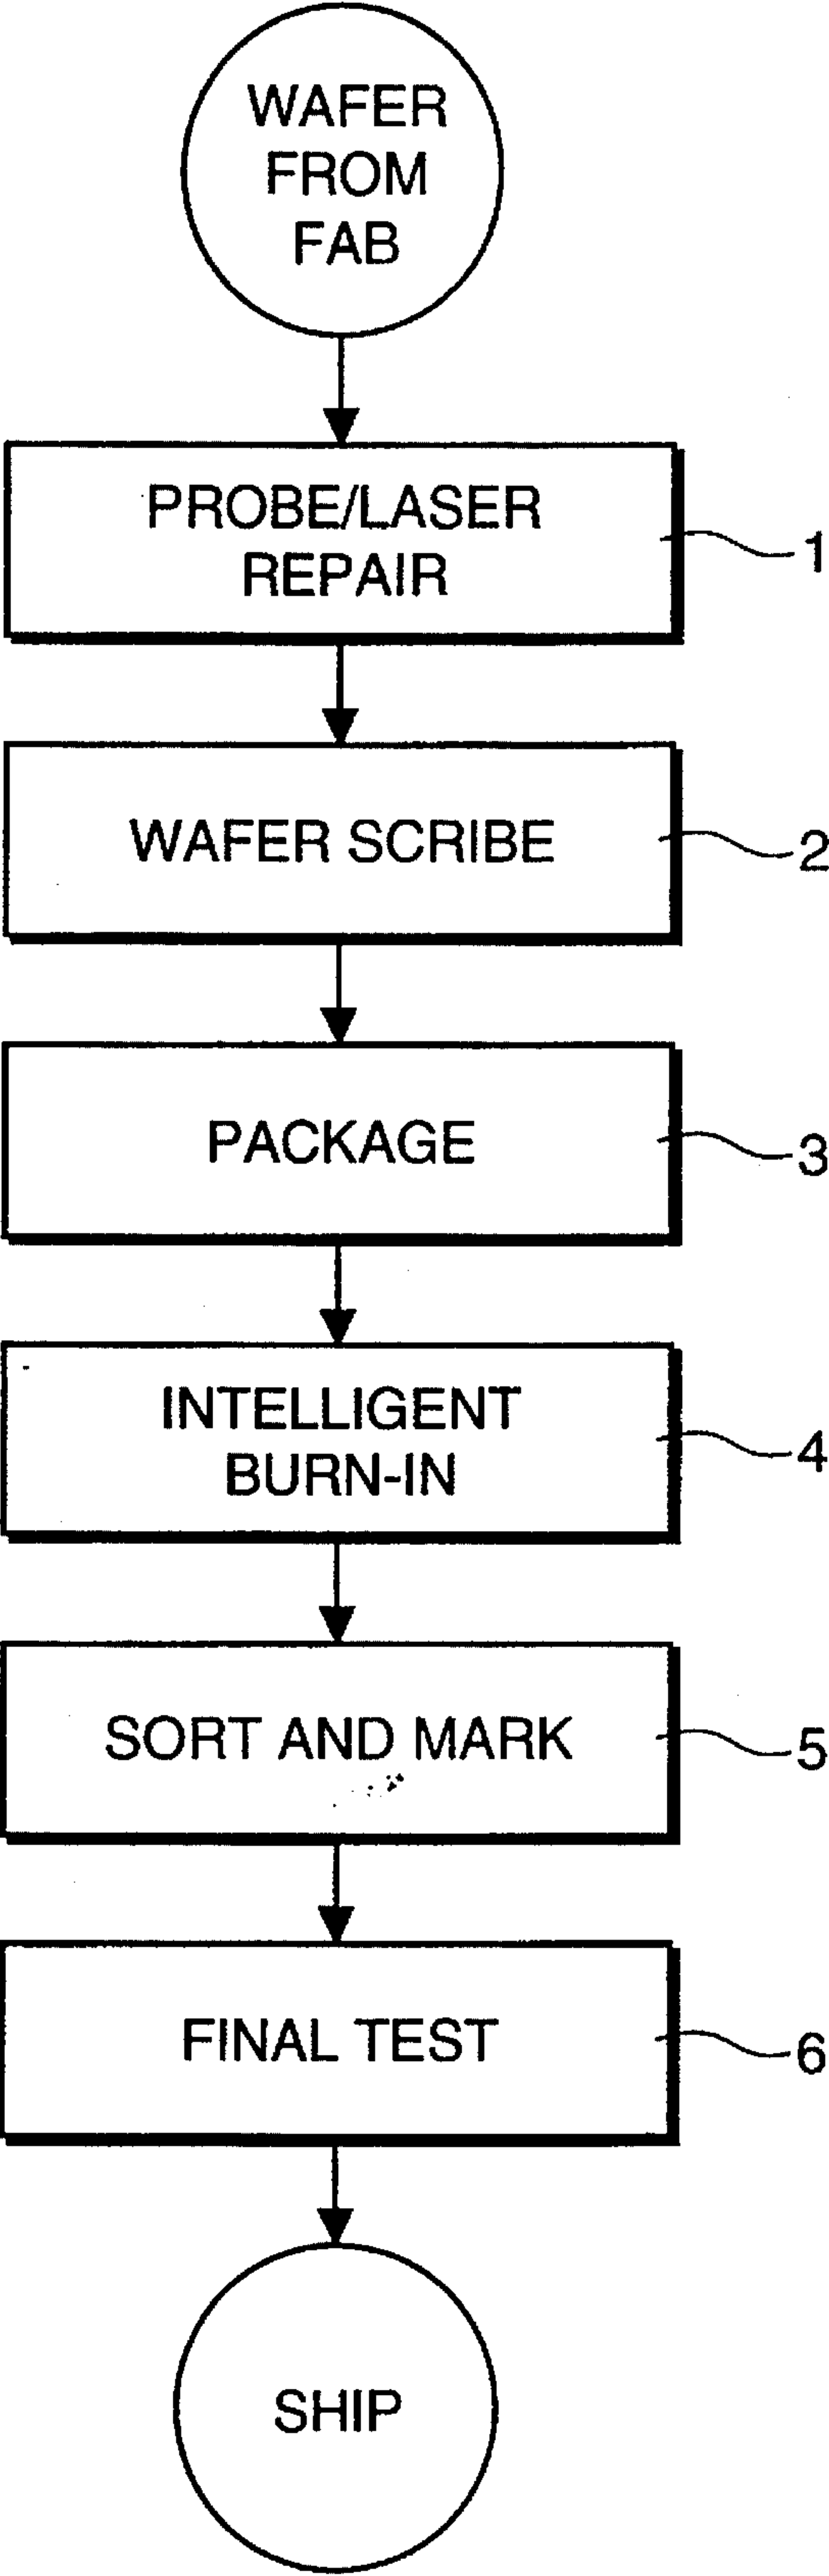 WAFER
FROM
FAB
PROBE/LASER
REPAIR
1
WAFER SCRIBE
2
PACKAGE
3
INTELLIGENT
BURN-IN
4
SORT AND MARK
5
FINAL TEST
6
SHIP